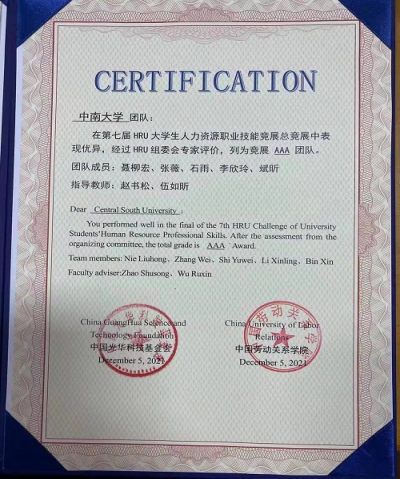 CERTIFICATION
中南大学 团队：
在第七届 HRU 大学生人力资源职业技能竞展总竞展中表
现优异，经过 HRU 组委会专家评价，列为竞展 AAA 团队。
团队成员：聂柳宏、张薇、石雨、李欣玲、斌昕
指导教师：赵书松、伍如昕
Dear Central South University :
You performed well in the final of the 7th HRU Challenge of University
Students'Human Resource Professional Skills. After the assessment from the
organizing committee, the total grade is AAA Award.
Team members: Nie Liuhong、Zhang Wei、Shi Yuwei、Li Xinling、Bin Xin
Faculty adviser:Zhao Shusong、Wu Ruxin
China GuangHua Science and
Technology Foundation
中国光华科技基金会
Dezember 5, 2021
China University of Labor
Relations
中国劳动关系学院
Dezember 5, 2021